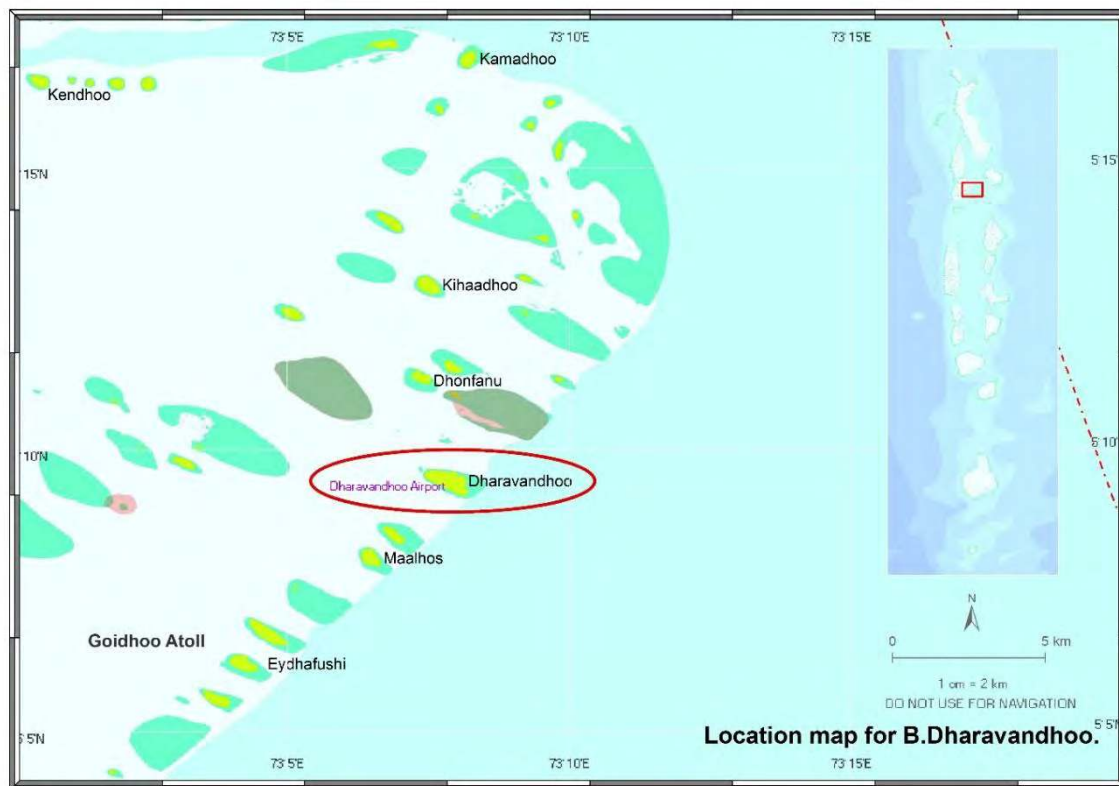 73°5'E
73°10'E
73°15'E
Kamadhoo
Kendhoo
15'N
5°15'
Kihaadhoo
Dhonfanu
10'N
5°10'
Dharavandhoo Airport
Dharavandhoo
Maalhos
Goidhoo Atoll
Eydhafushi
N
0
5 km
1 cm = 2 km
DO NOT USE FOR NAVIGATION
Location map for B.Dharavandhoo.
5°5'N
5°5'
73°5'E
73°10'E
73°15'E